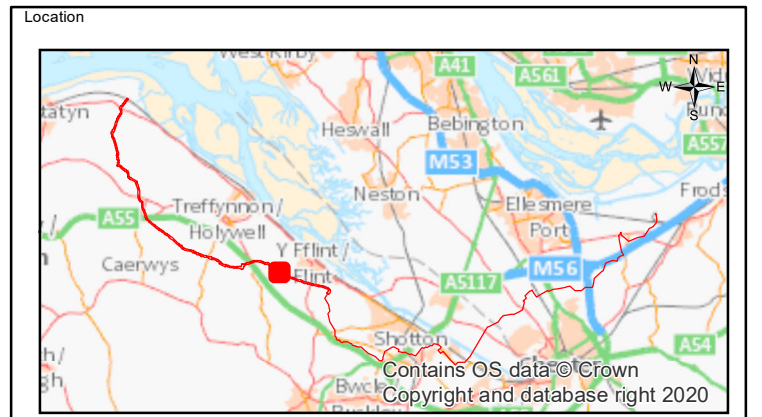 Location
West Kirby
A41
A561
N
W E
S
Heswall
Bebington
A557
M53
Neston
Ellesmere
Port
Treffynnon /
Holywell
A55
Caerwys
Y Fflint /
Flint
A5117
M56
Shotton
A54
Contains OS data © Crown
Copyright and database right 2020